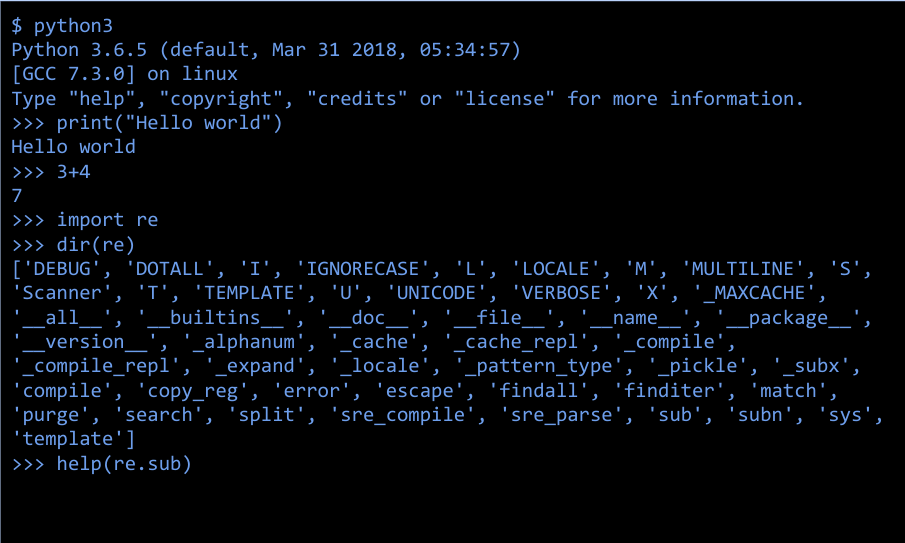 $ python3
Python 3.6.5 (default, Mar 31 2018, 05:34:57)
[GCC 7.3.0] on linux
Type "help", "copyright", "credits" or "license" for more information.
>>> print("Hello world")
Hello world
>>> 3+4
7
>>> import re
>>> dir(re)
['DEBUG', 'DOTALL', 'I', 'IGNORECASE', 'L', 'LOCALE', 'M', 'MULTILINE', 'S',
'Scanner', 'T', 'TEMPLATE', 'U', 'UNICODE', 'VERBOSE', 'X', '_MAXCACHE',
'__all__', '__builtins__', '__doc__', '__file__', '__name__', '__package__',
'__version__', '_alphanum', '_cache', '_cache_repl', '_compile',
'_compile_repl', '_expand', '_locale', '_pattern_type', '_pickle', '_subx',
'compile', 'copy_reg', 'error', 'escape', 'findall', 'finditer', 'match',
'purge', 'search', 'split', 'sre_compile', 'sre_parse', 'sub', 'subn', 'sys',
'template']
>>> help(re.sub)